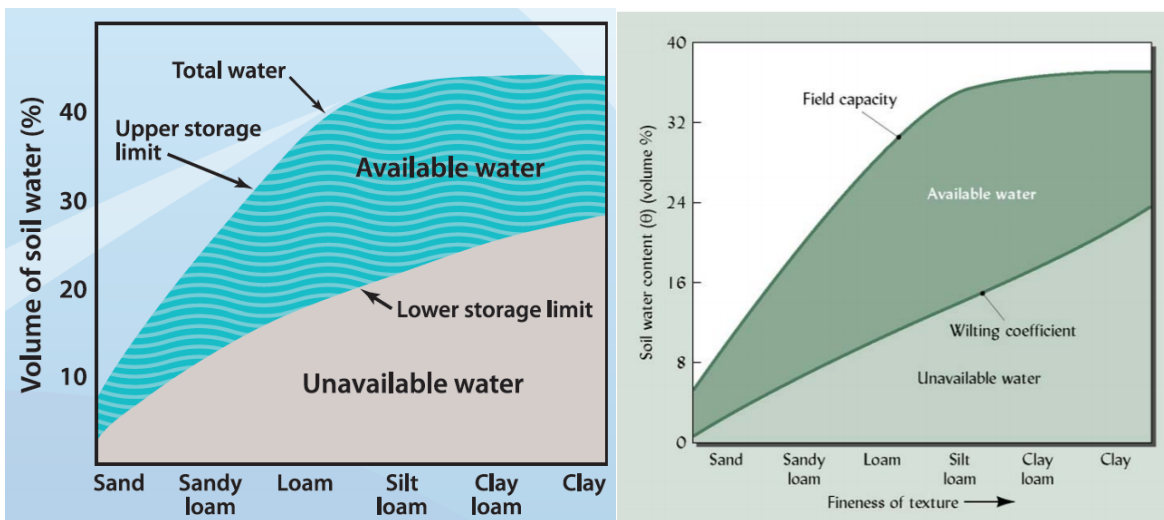 Volume of soil water (%)
40
30
20
10
Total water
Upper storage
limit
Available water
Lower storage limit
Unavailable water
Sand
Sandy
loam
Loam
Silt
loam
Clay
loam
Clay
Soil water content (θ) (volume %)
40
32
24
16
8
0
Field capacity
Available water
Wilting coefficient
Unavailable water
Sand
Sandy
loam
Loam
Silt
loam
Clay
loam
Clay
Fineness of texture